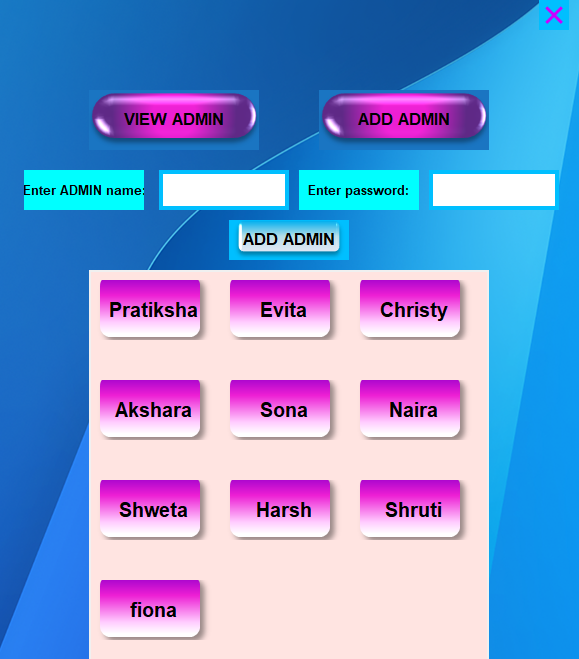 VIEW ADMIN ADD ADMIN
Enter ADMIN name: Enter password:
ADD ADMIN
Pratiksha Evita Christy
Akshara Sona Naira
Shweta Harsh Shruti
fiona